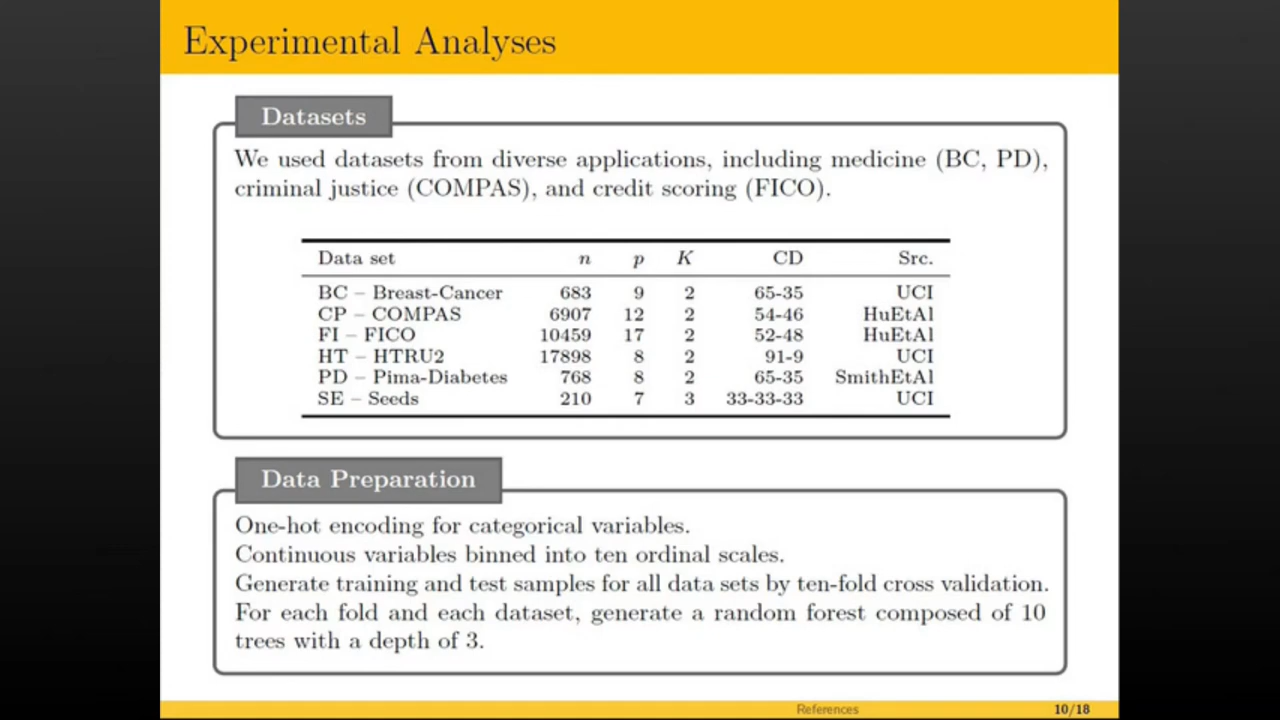 Experimental Analyses
Datasets
We used datasets from diverse applications, including medicine (BC, PD),
criminal justice (COMPAS), and credit scoring (FICO).
Data set n p K CD Src.
BC – Breast-Cancer 683 9 2 65-35 UCI
CP – COMPAS 6907 12 2 54-46 HuEtAl
FI – FICO 10459 17 2 52-48 HuEtAl
HT – HTRU2 17898 8 2 91-9 UCI
PD – Pima-Diabetes 768 8 2 65-35 SmithEtAl
SE – Seeds 210 7 3 33-33-33 UCI
Data Preparation
One-hot encoding for categorical variables.
Continuous variables binned into ten ordinal scales.
Generate training and test samples for all data sets by ten-fold cross validation.
For each fold and each dataset, generate a random forest composed of 10
trees with a depth of 3.
References 10/18